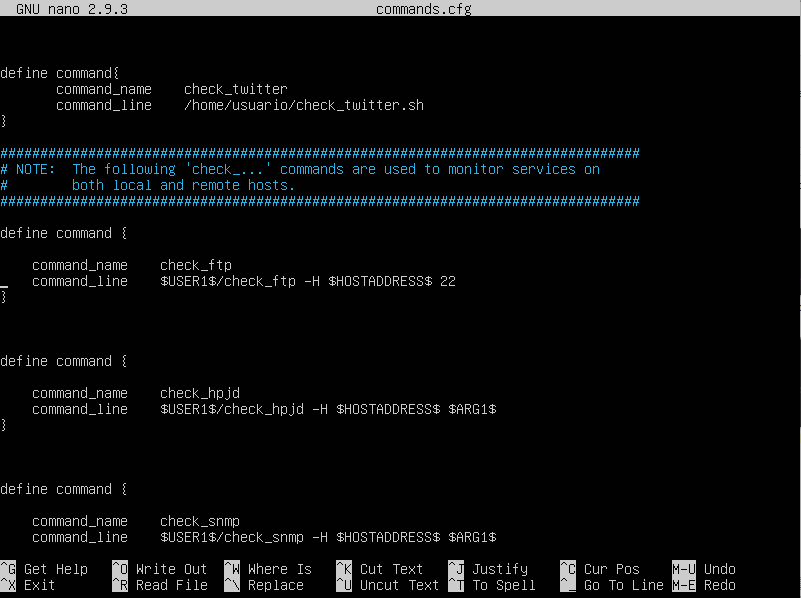 GNU nano 2.9.3 commands.cfg
define command{
command_name check_twitter
command_line /home/usuario/check_twitter.sh
}
################################################################################
# NOTE: The following 'check_...' commands are used to monitor services on
# both local and remote hosts.
################################################################################
define command {
command_name check_ftp
command_line $USER1$/check_ftp -H $HOSTADDRESS$ 22
}
define command {
command_name check_hpjd
command_line $USER1$/check_hpjd -H $HOSTADDRESS$ $ARG1$
}
define command {
command_name check_snmp
command_line $USER1$/check_snmp -H $HOSTADDRESS$ $ARG1$
^G Get Help ^O Write Out ^W Where Is ^K Cut Text ^J Justify ^C Cur Pos M-U Undo
^X Exit ^R Read File ^\ Replace ^U Uncut Text ^T To Spell ^_ Go To Line M-E Redo